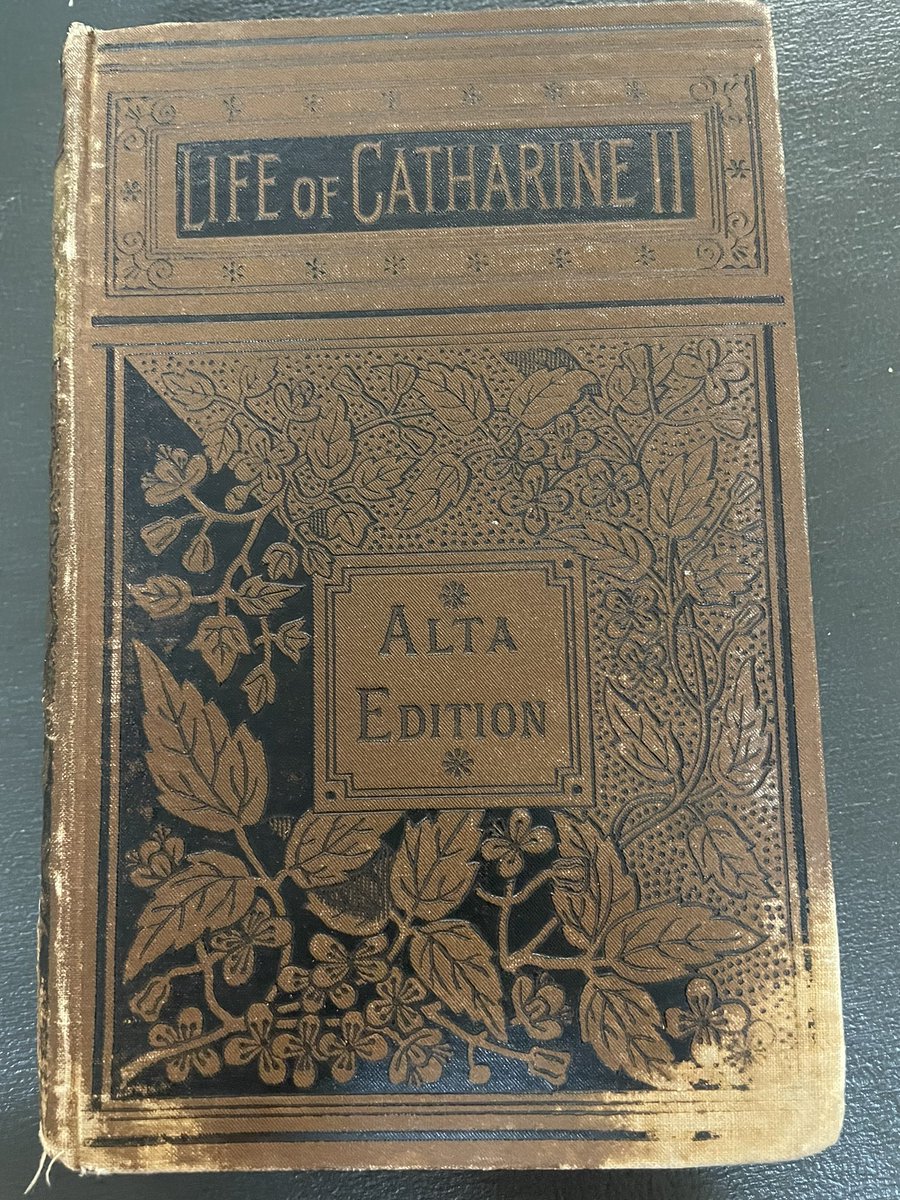 LIFE OF CATHARINE II
ALTA
EDITION